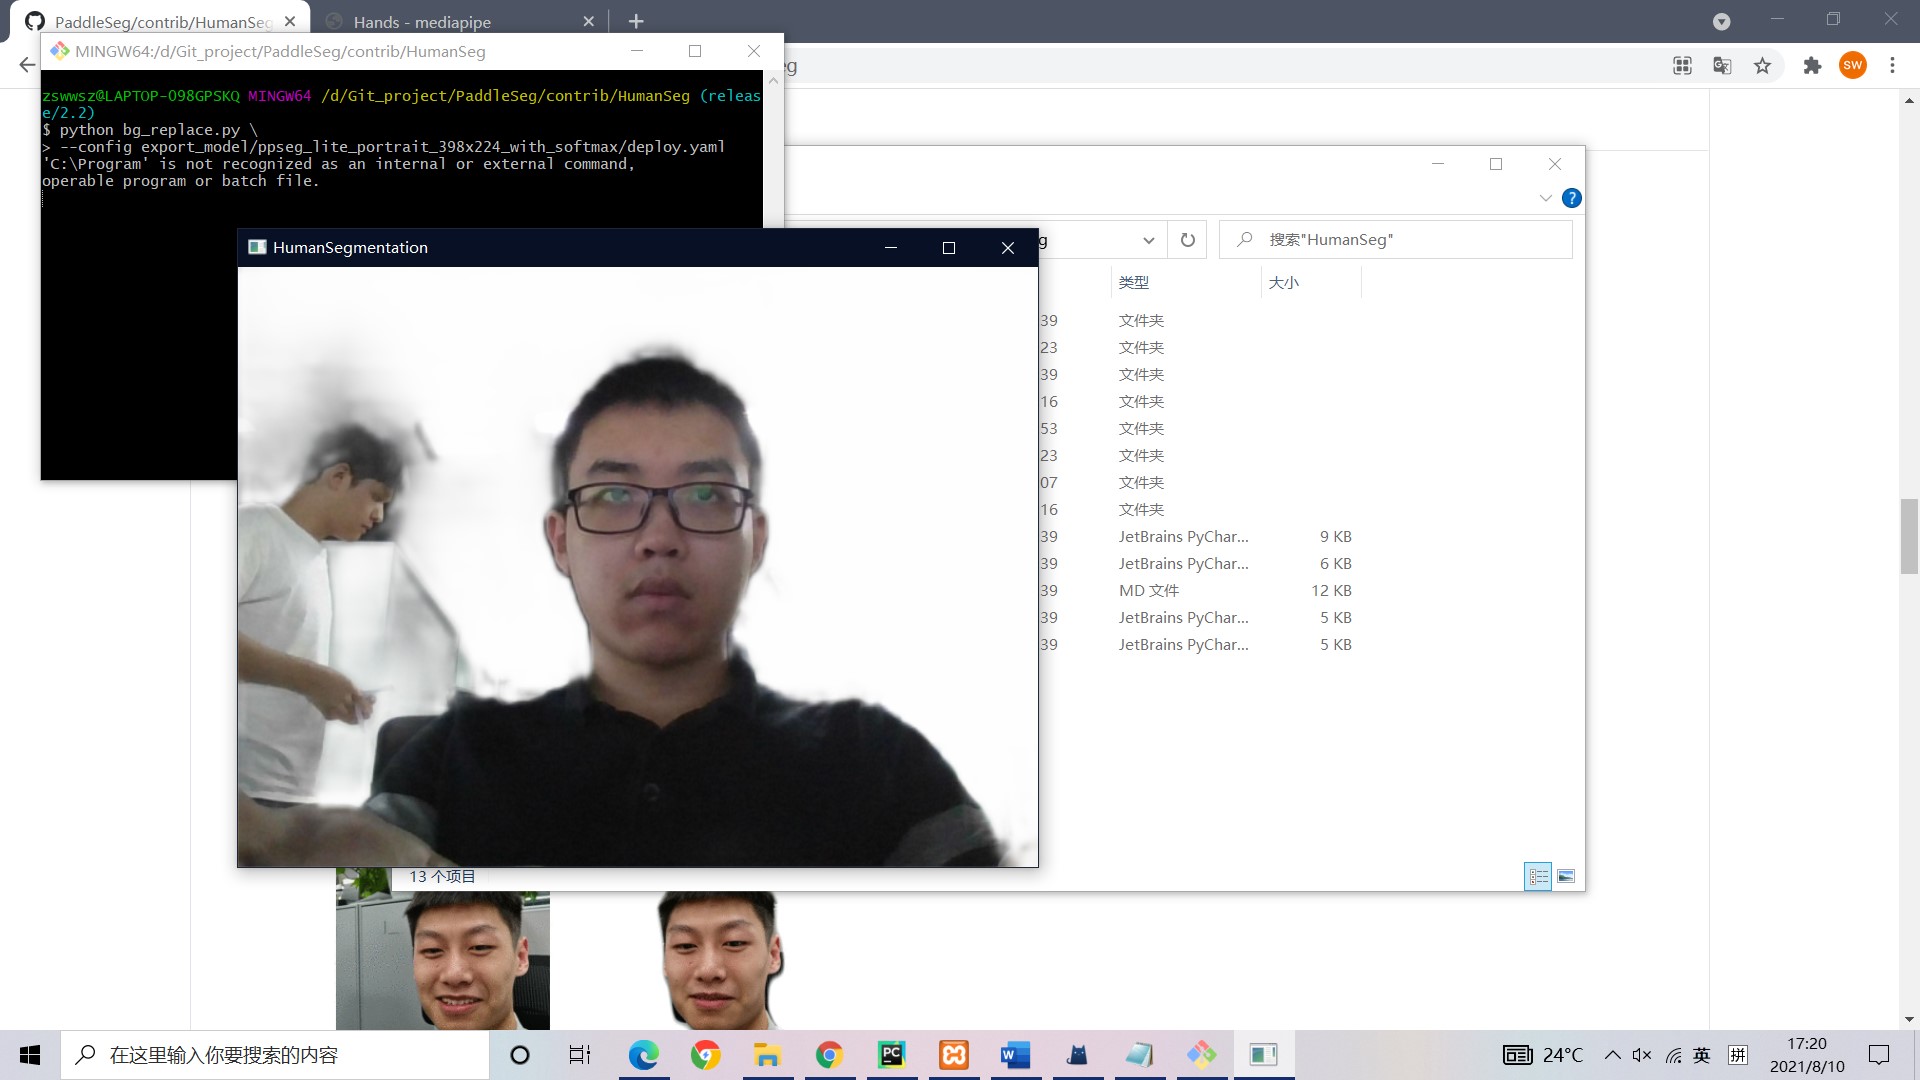 PaddleSeg/contrib/HumanSeg
Hands - mediapipe
MINGW64:/d/Git_project/PaddleSeg/contrib/HumanSeg
g
SW
zswwsz@LAPTOP-O98GPSKQ MINGW64 /d/Git_project/PaddleSeg/contrib/HumanSeg (releas
e/2.2)
$ python bg_replace.py \
> --config export_model/ppseg_lite_portrait_398x224_with_softmax/deploy.yaml
'C:\Program' is not recognized as an internal or external command,
operable program or batch file.
HumanSegmentation
g
搜索"HumanSeg"
类型
大小
39 文件夹
23 文件夹
39 文件夹
16 文件夹
53 文件夹
23 文件夹
07 文件夹
16 文件夹
39 JetBrains PyChar... 9 KB
39 JetBrains PyChar... 6 KB
39 MD 文件 12 KB
39 JetBrains PyChar... 5 KB
39 JetBrains PyChar... 5 KB
13 个项目
在这里输入你要搜索的内容
PC
W
24°C
英
拼
17:20
2021/8/10